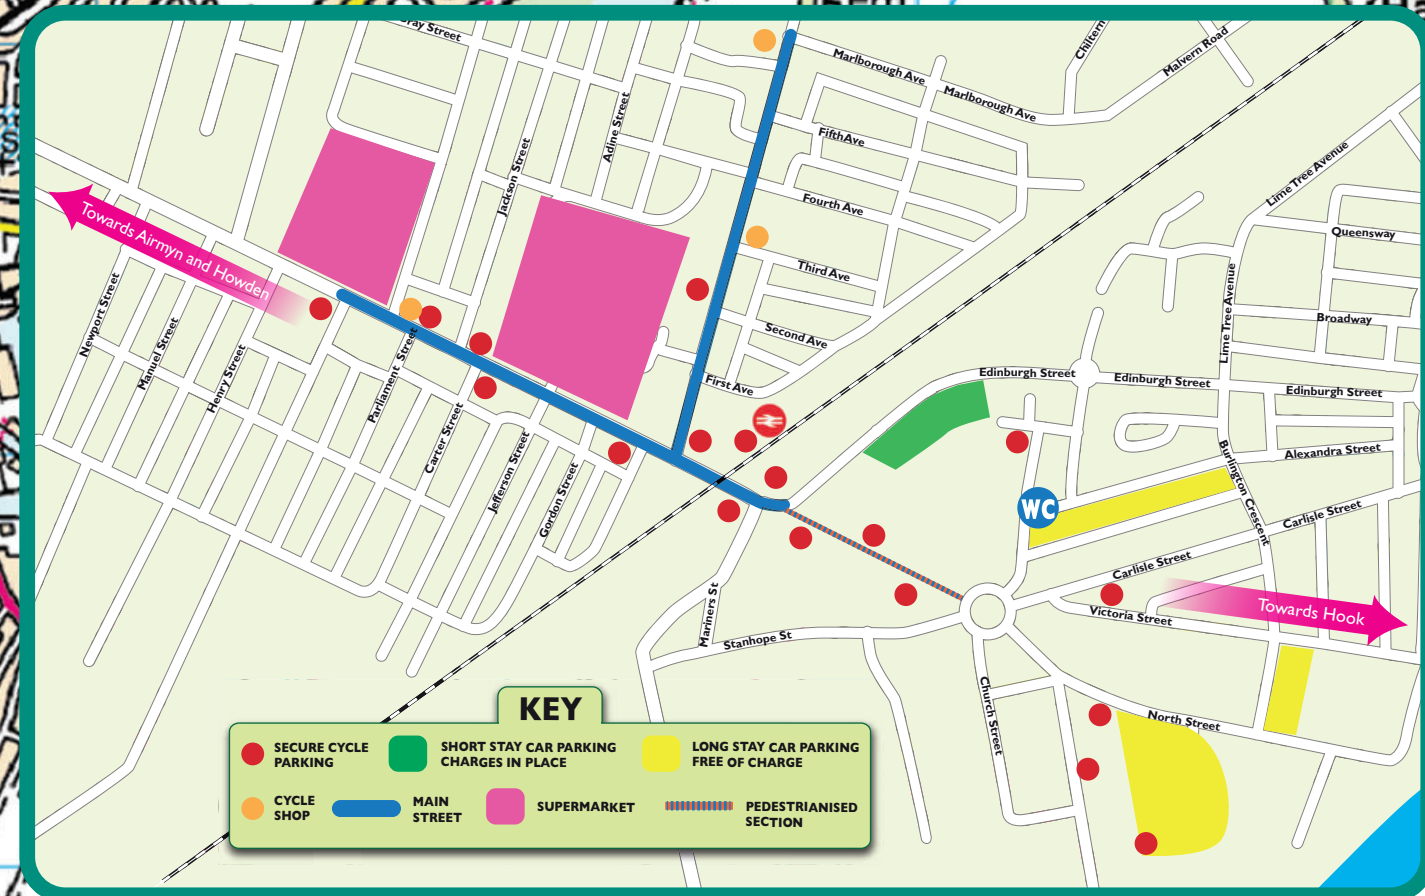 Gray Street
Marlborough Ave
Marlborough Ave
Chiltern
Malvern Road
Adine Street
Jackson Street
FifthAve
Fourth Ave
Third Ave
Second Ave
First Ave
Lime Tree Avenue
Queensway
Lime Tree Avenue
Broadway
Towards Airmyn and Howden
Newport Street
Manuel Street
Henry Street
Parliament Street
Carter Street
Jefferson Street
Gordon Street
Edinburgh Street
Edinburgh Street
Edinburgh Street
Alexandra Street
Burlington Crescent
Carlisle Street
Carlisle Street
WC
Victoria Street
Towards Hook
Mariners St
Stanhope St
Church Street
North Street
KEY
SECURE CYCLE
PARKING
SHORT STAY CAR PARKING
CHARGES IN PLACE
LONG STAY CAR PARKING
FREE OF CHARGE
CYCLE
SHOP
MAIN
STREET
SUPERMARKET
PEDESTRIANISED
SECTION